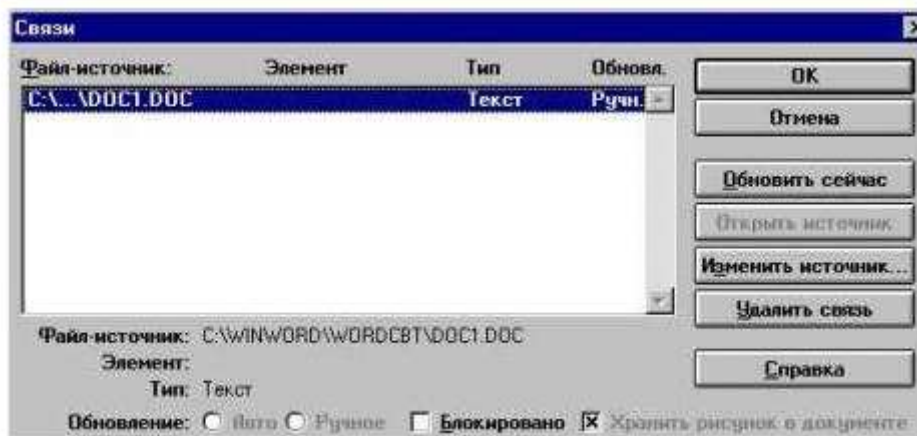 Связи
Файл-источник: Элемент Тип Обновл.
C:\...\DOC1.DOC Текст Ручн.
OK
Отмена
Обновить сейчас
Открыть источник
Изменить источник...
Удалить связь
Справка
Файл-источник: C:\WINWORD\WORDCBT\DOC1.DOC
Элемент:
Тип: Текст
Обновление: Авто Ручное Блокировано Хранить рисунок в документе